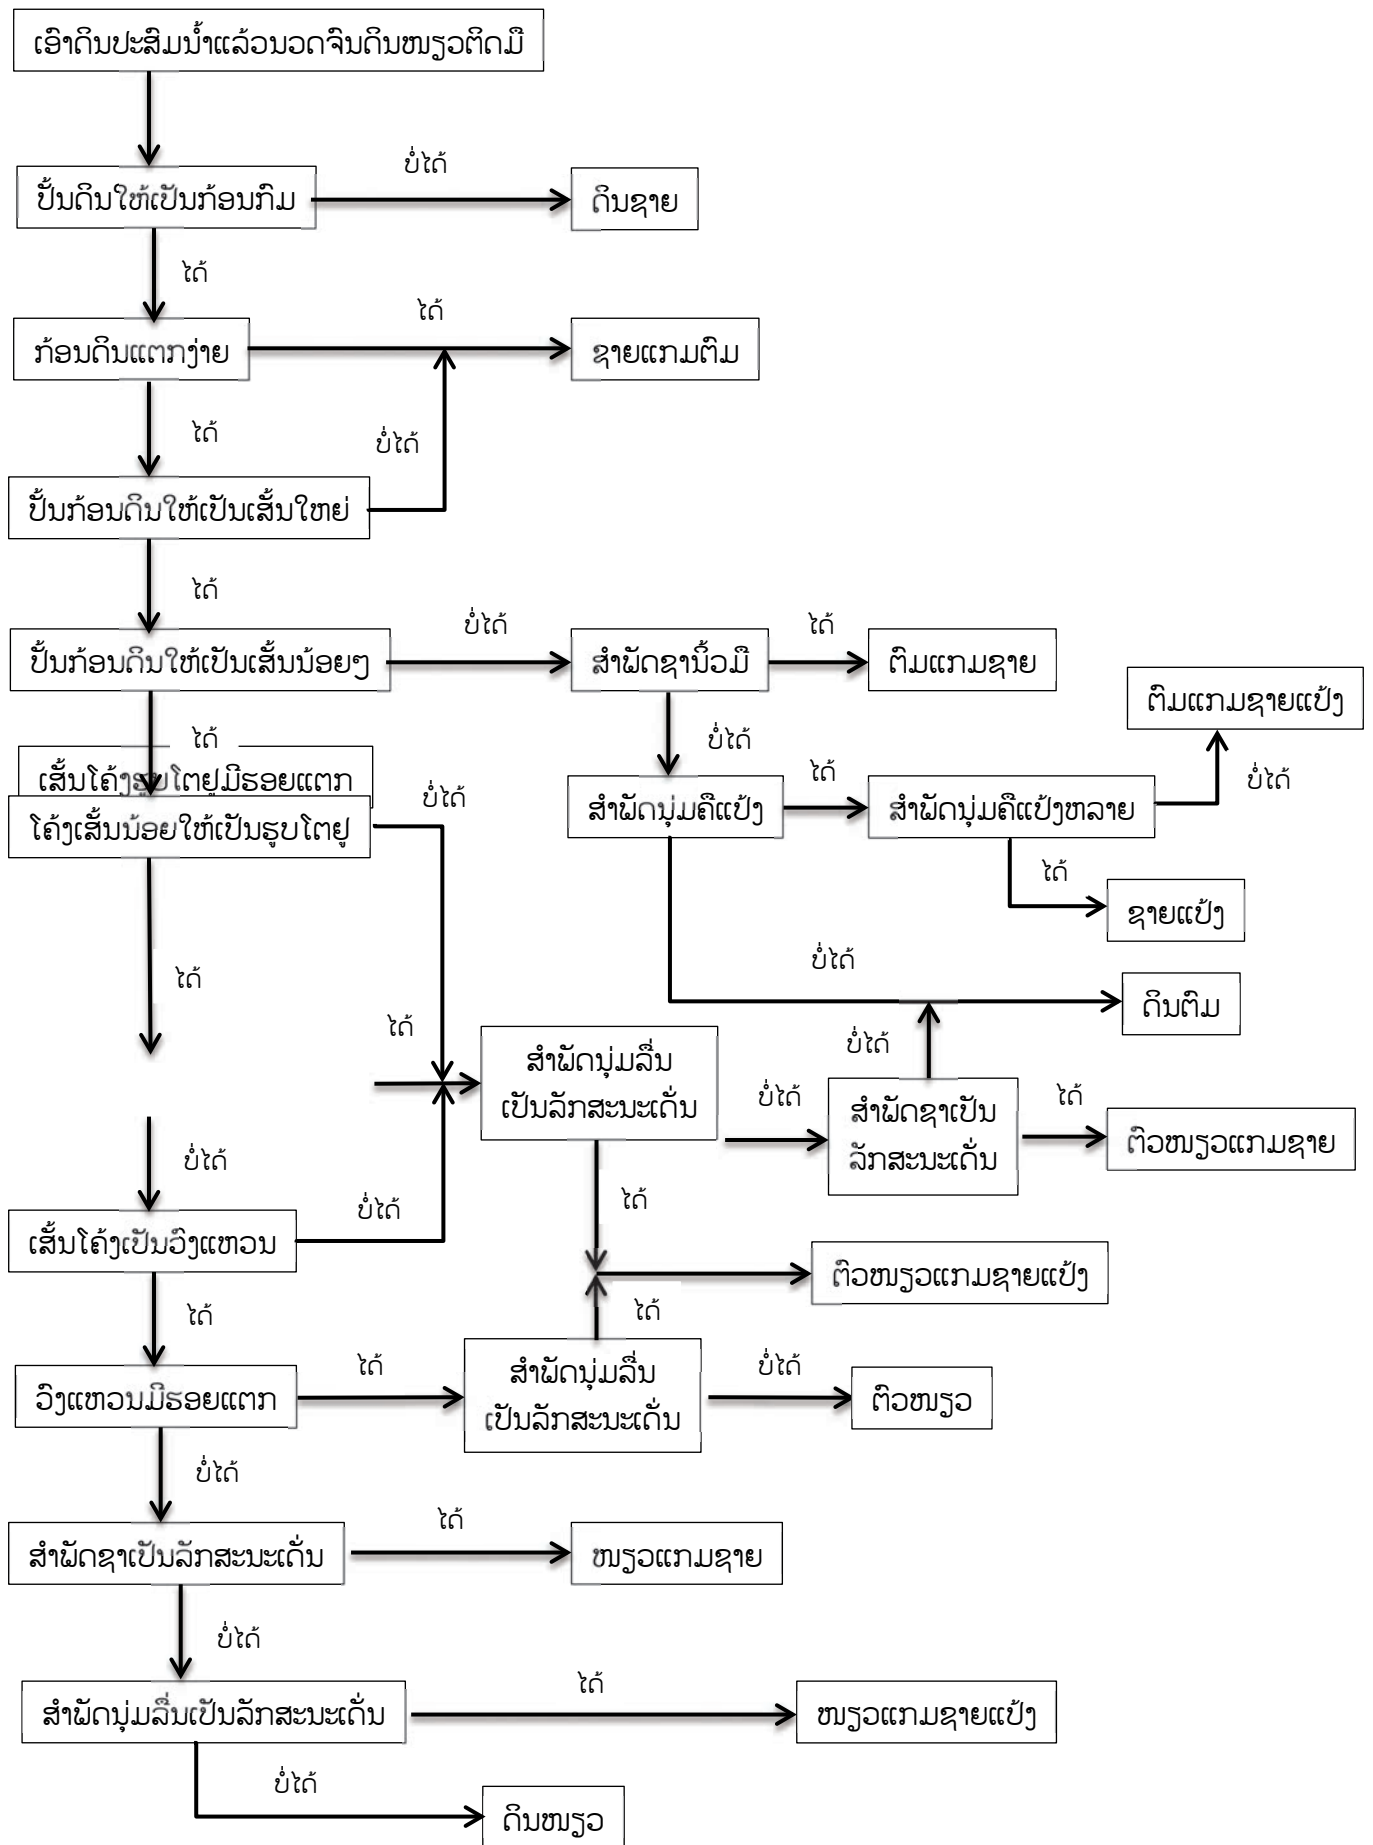 ເອົາດິນປະສົມນ້ຳແລ້ວນວດຈົນດິນໜຽວຕິດມື
ບໍ່ໄດ້
ປັ້ນດິນໃຫ້ເປັນກ້ອນກົມ
ດິນຊາຍ
ໄດ້
ໄດ້
ກ້ອນດິນແຕກງ່າຍ
ຊາຍແກມຕົມ
ໄດ້
ບໍ່ໄດ້
ປັ້ນກ້ອນດິນໃຫ້ເປັນເສັ້ນໃຫຍ່
ໄດ້
ບໍ່ໄດ້
ໄດ້
ປັ້ນກ້ອນດິນໃຫ້ເປັນເສັ້ນນ້ອຍໆ
ສຳພັດຊານິ້ວມື
ຕົມແກມຊາຍ
ຕົມແກມຊາຍແປ້ງ
ໄດ້
ບໍ່ໄດ້
ເສັ້ນໂຄ້ງຮູບໂຕຢູມີຮອຍແຕກ
ບໍ່ໄດ້
ໄດ້
ບໍ່ໄດ້
ໂຄ້ງເສັ້ນນ້ອຍໃຫ້ເປັນຮູບໂຕຢູ
ສຳພັດນຸ່ມຄືແປ້ງ
ສຳພັດນຸ່ມຄືແປ້ງຫລາຍ
ໄດ້
ຊາຍແປ້ງ
ໄດ້
ບໍ່ໄດ້
ດິນຕົມ
ໄດ້
ບໍ່ໄດ້
ສຳພັດນຸ່ມລື່ນ
ເປັນລັກສະນະເດັ່ນ
ບໍ່ໄດ້
ສຳພັດຊາເປັນ
ລັກສະນະເດັ່ນ
ໄດ້
ຕົວໜຽວແກມຊາຍ
ບໍ່ໄດ້
ບໍ່ໄດ້
ໄດ້
ເສັ້ນໂຄ້ງເປັນວົງແຫວນ
ຕົວໜຽວແກມຊາຍແປ້ງ
ໄດ້
ໄດ້
ໄດ້
ວົງແຫວນມີຮອຍແຕກ
ສຳພັດນຸ່ມລື່ນ
ເປັນລັກສະນະເດັ່ນ
ບໍ່ໄດ້
ຕົວໜຽວ
ບໍ່ໄດ້
ໄດ້
ສຳພັດຊາເປັນລັກສະນະເດັ່ນ
ໜຽວແກມຊາຍ
ບໍ່ໄດ້
ໄດ້
ສຳພັດນຸ່ມລື່ນເປັນລັກສະນະເດັ່ນ
ໜຽວແກມຊາຍແປ້ງ
ບໍ່ໄດ້
ດິນໜຽວ